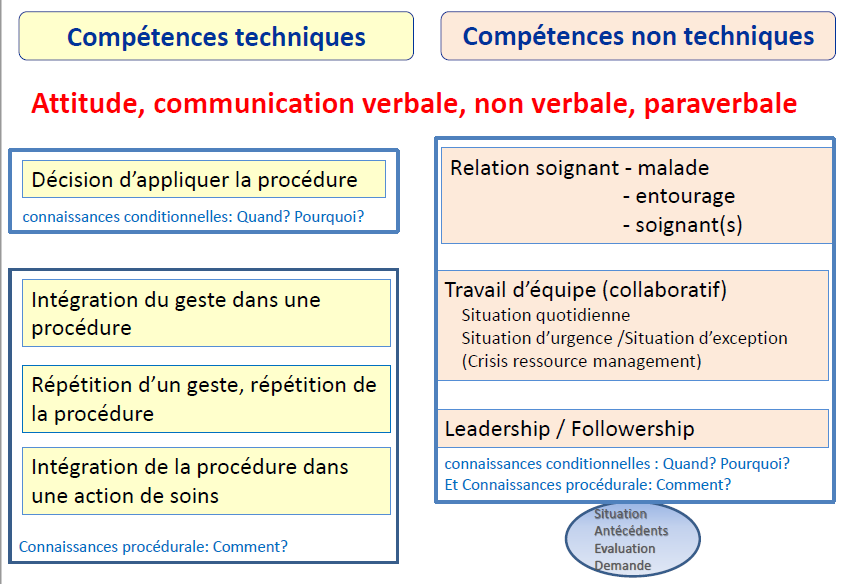 Compétences techniques
Compétences non techniques
Attitude, communication verbale, non verbale, paraverbale
Décision d’appliquer la procédure
connaissances conditionnelles: Quand? Pourquoi?
Intégration du geste dans une
procédure
Répétition d’un geste, répétition de
la procédure
Intégration de la procédure dans
une action de soins
Connaissances procédurale: Comment?
Relation soignant - malade
- entourage
- soignant(s)
Travail d’équipe (collaboratif)
Situation quotidienne
Situation d’urgence /Situation d’exception
(Crisis ressource management)
Leadership / Followership
connaissances conditionnelles : Quand? Pourquoi?
Et Connaissances procédurale: Comment?
Situation
Antécédents
Evaluation
Demande